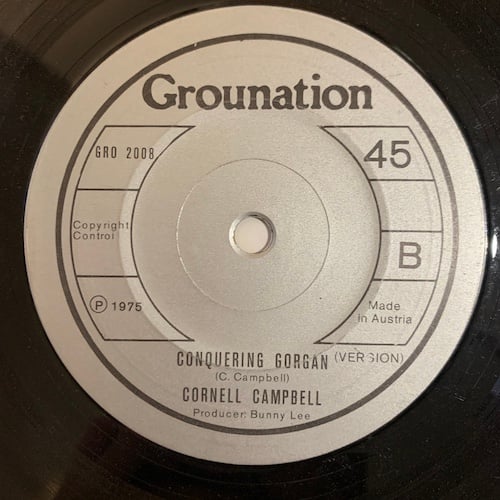 Grounation
GRO 2008
45
Copyright
Control
B
Ⓟ 1975
Made
in Austria
CONQUERING GORGAN (VERSION)
(C. Campbell)
CORNELL CAMPBELL
Producer: Bunny Lee